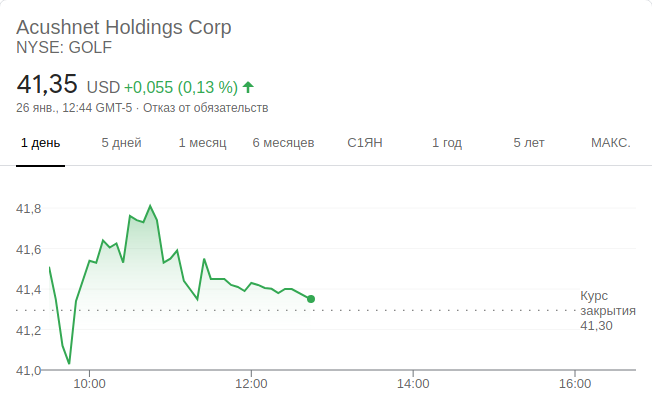 Acushnet Holdings Corp
NYSE: GOLF
41,35 USD +0,055 (0,13 %)
26 янв., 12:44 GMT-5 · Отказ от обязательств
1 день 5 дней 1 месяц 6 месяцев С1ЯН 1 год 5 лет МАКС.
41,8
41,6
41,4
41,2
41,0
Курс
закрытия
41,30
10:00 12:00 14:00 16:00